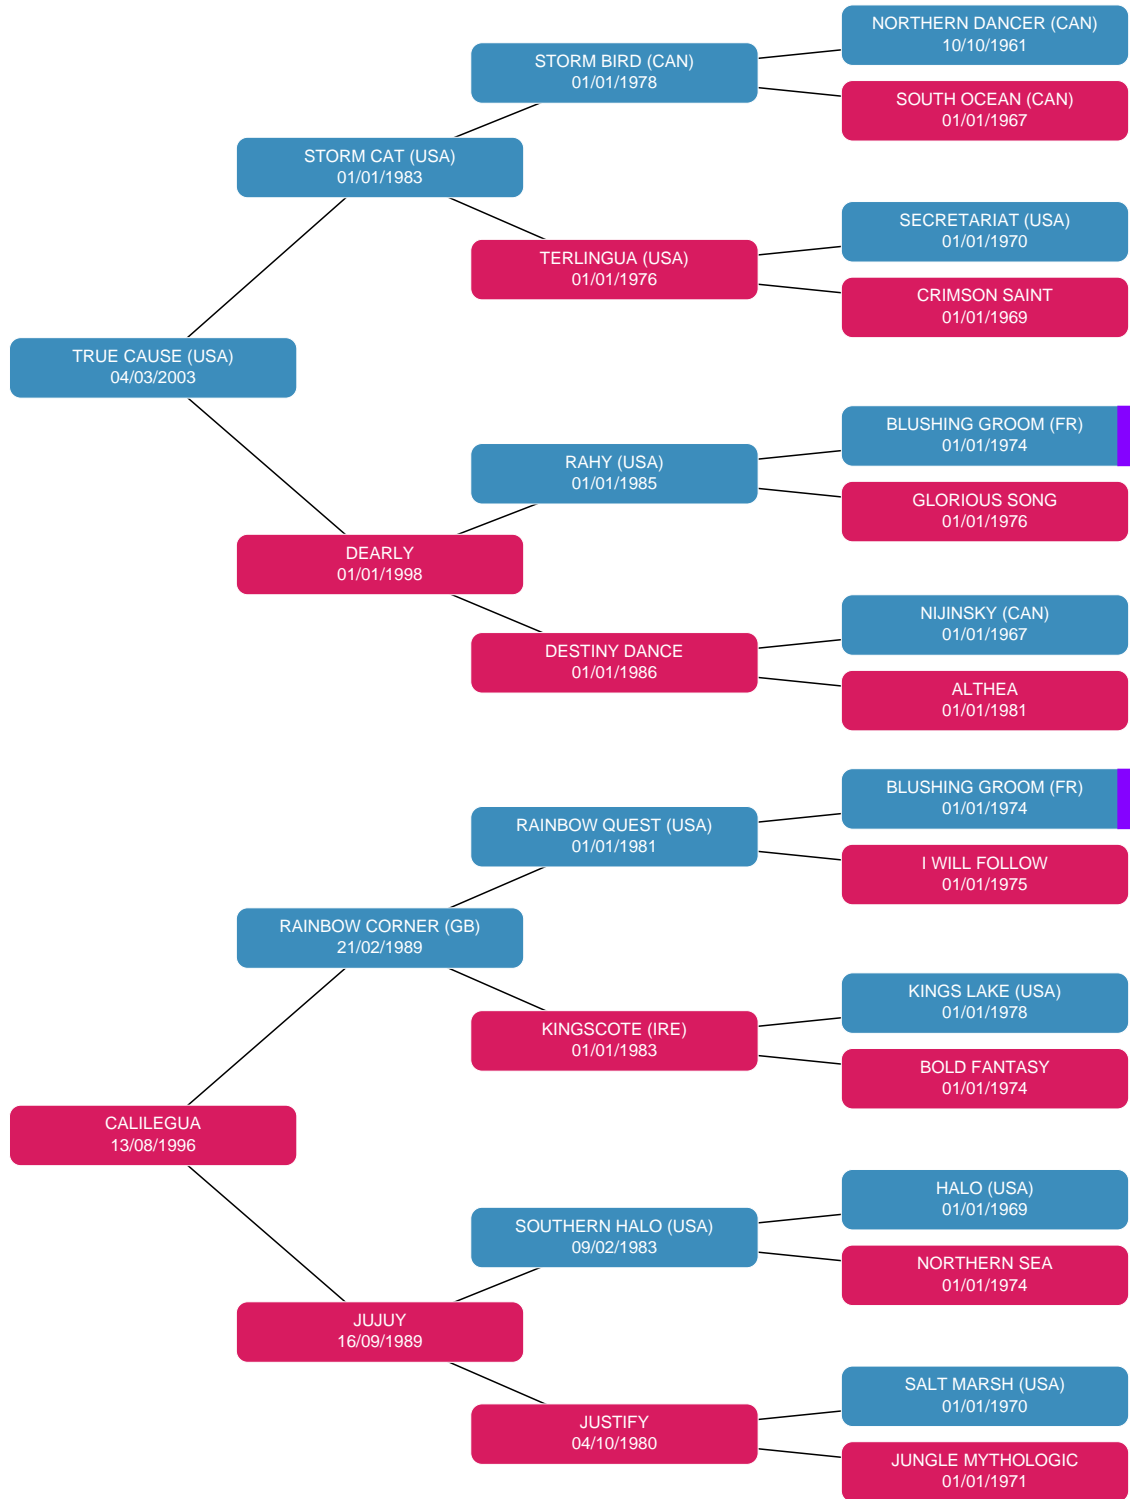 NORTHERN DANCER (CAN)
10/10/1961
STORM BIRD (CAN)
01/01/1978
SOUTH OCEAN (CAN)
01/01/1967
STORM CAT (USA)
01/01/1983
SECRETARIAT (USA)
01/01/1970
TERLINGUA (USA)
01/01/1976
CRIMSON SAINT
01/01/1969
TRUE CAUSE (USA)
04/03/2003
BLUSHING GROOM (FR)
01/01/1974
RAHY (USA)
01/01/1985
GLORIOUS SONG
01/01/1976
DEARLY
01/01/1998
NIJINSKY (CAN)
01/01/1967
DESTINY DANCE
01/01/1986
ALTHEA
01/01/1981
BLUSHING GROOM (FR)
01/01/1974
RAINBOW QUEST (USA)
01/01/1981
I WILL FOLLOW
01/01/1975
RAINBOW CORNER (GB)
21/02/1989
KINGS LAKE (USA)
01/01/1978
KINGSCOTE (IRE)
01/01/1983
BOLD FANTASY
01/01/1974
CALILEGUA
13/08/1996
HALO (USA)
01/01/1969
SOUTHERN HALO (USA)
09/02/1983
NORTHERN SEA
01/01/1974
JUJUY
16/09/1989
SALT MARSH (USA)
01/01/1970
JUSTIFY
04/10/1980
JUNGLE MYTHOLOGIC
01/01/1971